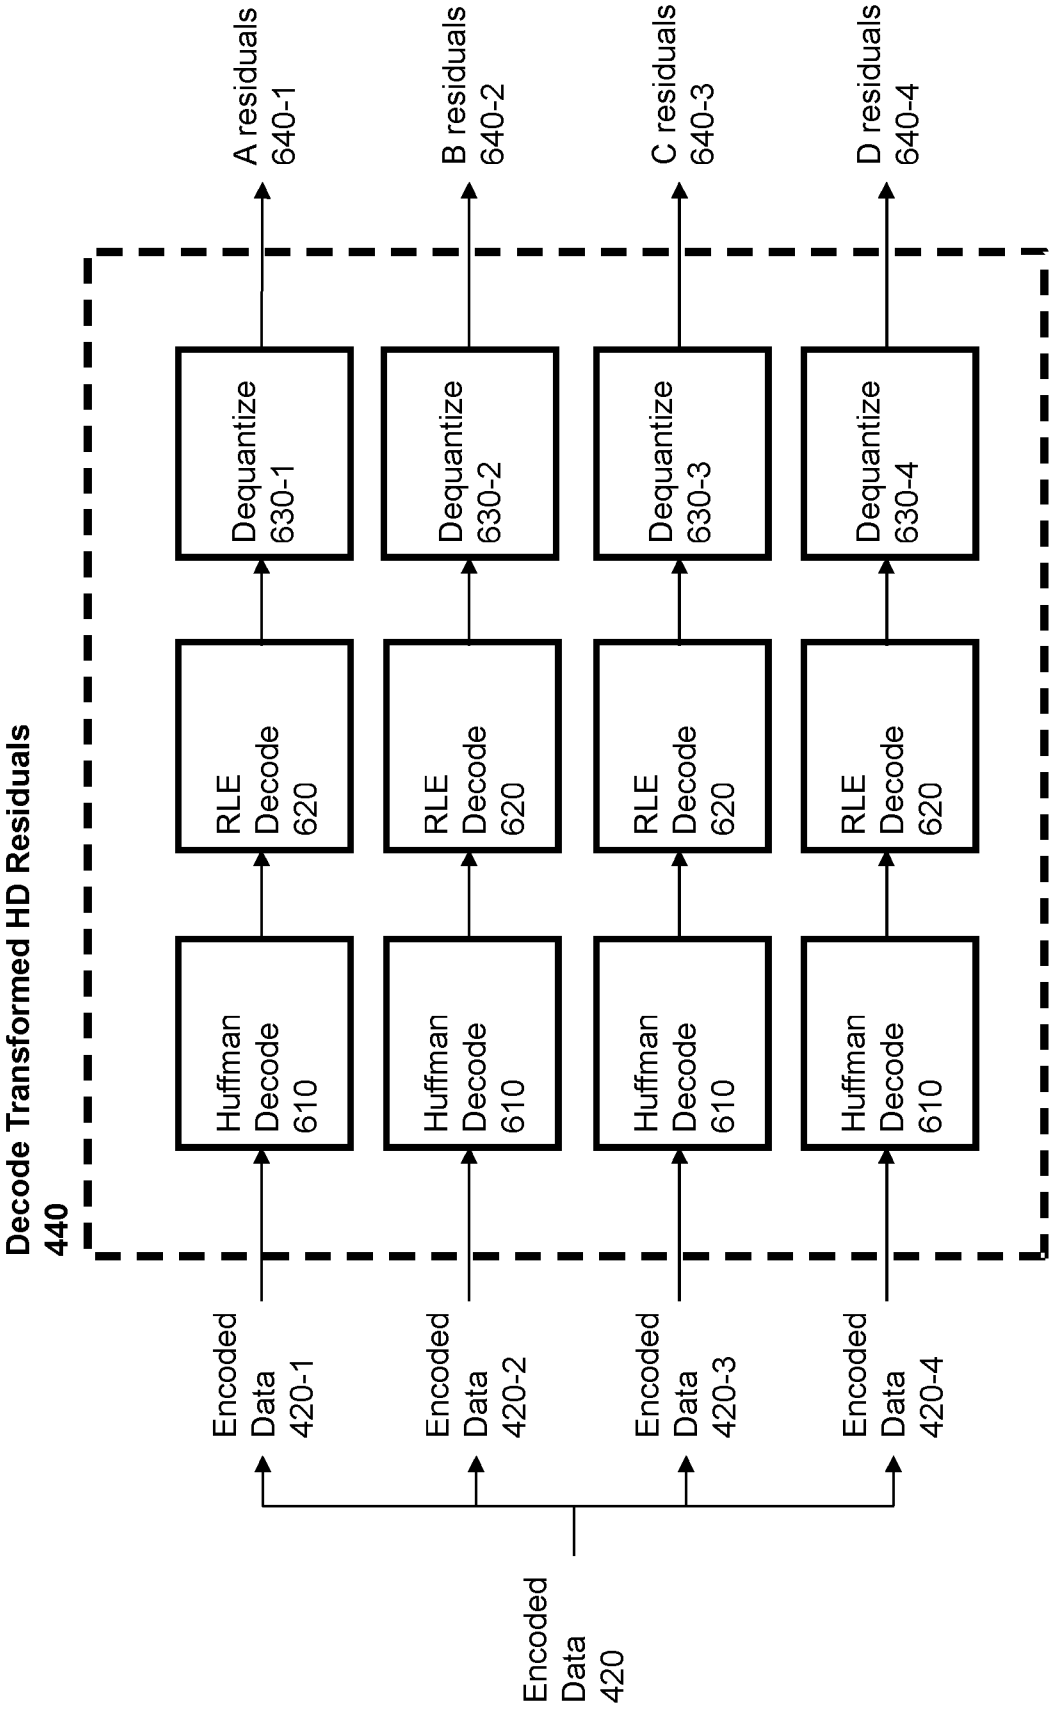 Decode Transformed HD Residuals
440
Encoded
Data
420
Encoded
Data
420-1
Huffman
Decode
610
RLE
Decode
620
Dequantize
630-1
A residuals
640-1
Encoded
Data
420-2
Huffman
Decode
610
RLE
Decode
620
Dequantize
630-2
B residuals
640-2
Encoded
Data
420-3
Huffman
Decode
610
RLE
Decode
620
Dequantize
630-3
C residuals
640-3
Encoded
Data
420-4
Huffman
Decode
610
RLE
Decode
620
Dequantize
630-4
D residuals
640-4